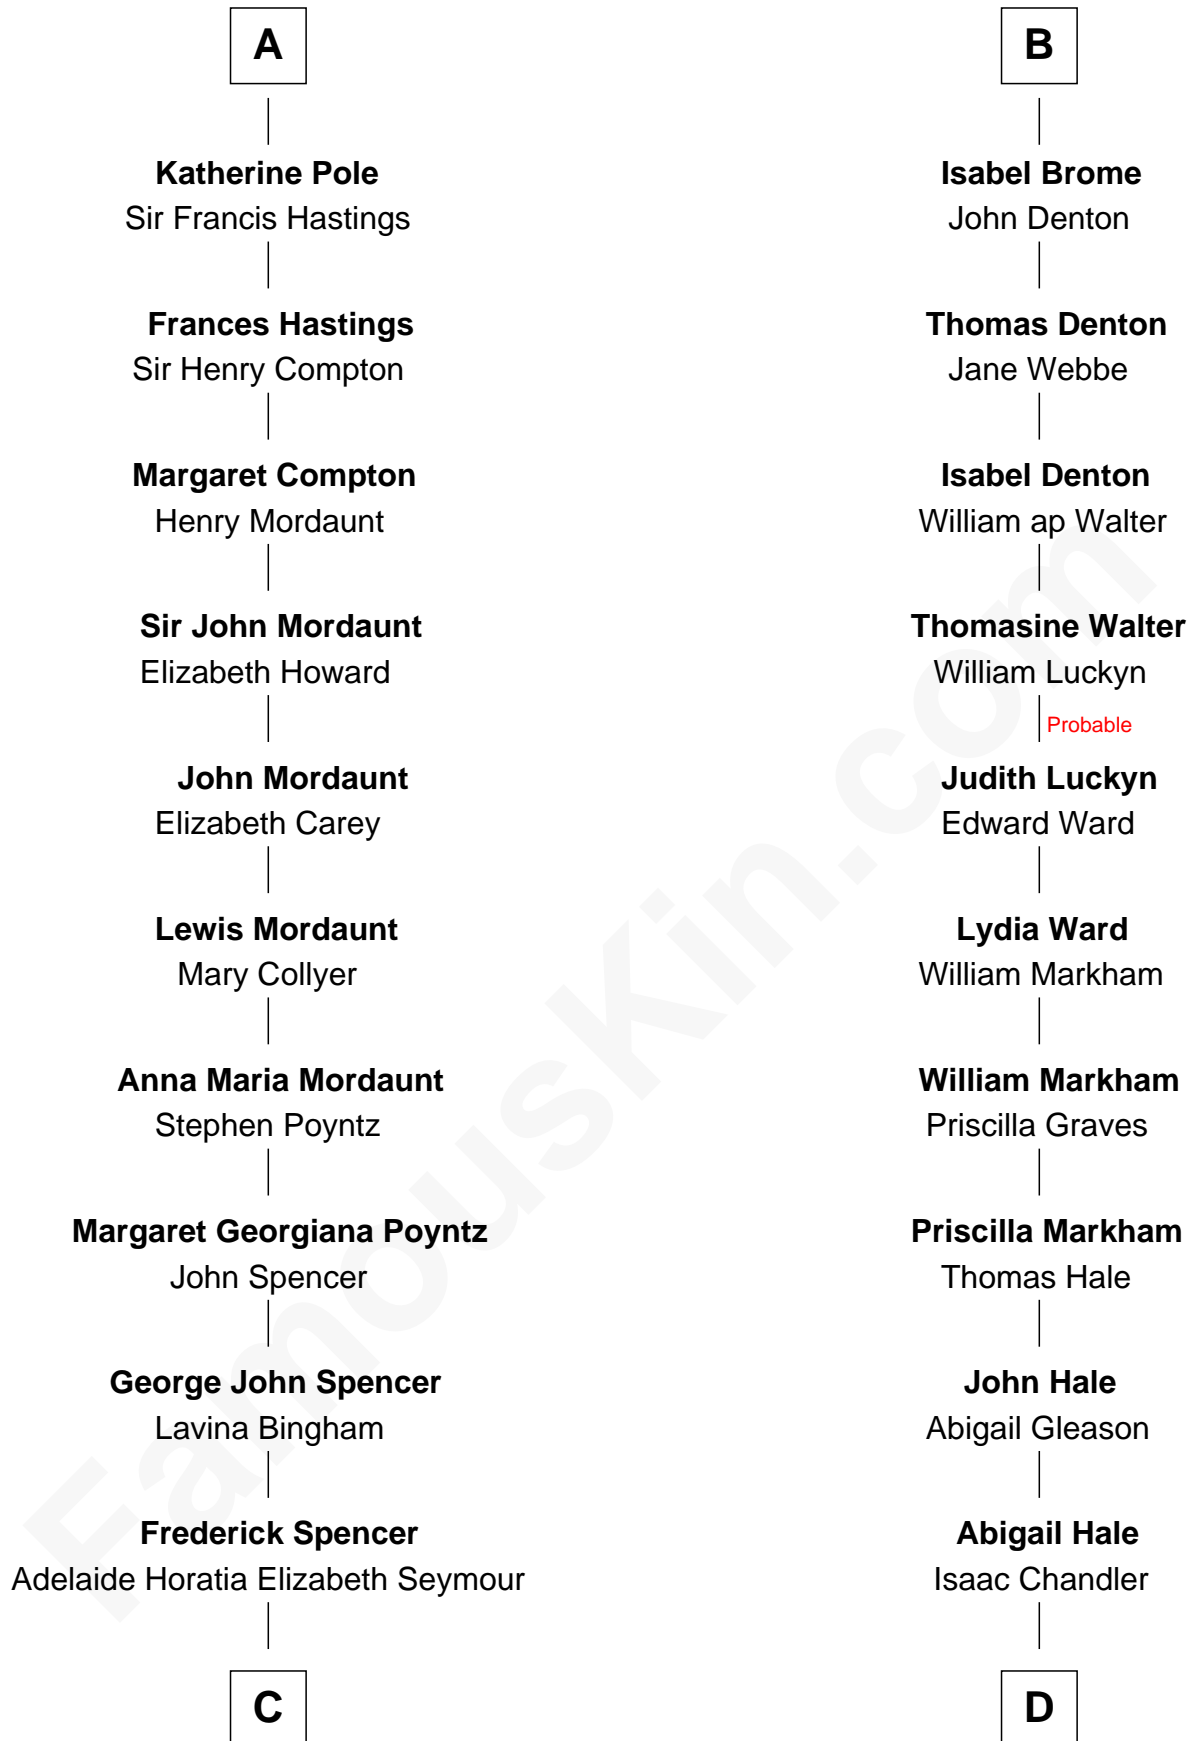 A
Katherine Pole
Sir Francis Hastings
Frances Hastings
Sir Henry Compton
Margaret Compton
Henry Mordaunt
Sir John Mordaunt
Elizabeth Howard
John Mordaunt
Elizabeth Carey
Lewis Mordaunt
Mary Collyer
Anna Maria Mordaunt
Stephen Poyntz
Margaret Georgiana Poyntz
John Spencer
George John Spencer
Lavina Bingham
Frederick Spencer
Adelaide Horatia Elizabeth Seymour
C
B
Isabel Brome
John Denton
Thomas Denton
Jane Webbe
Isabel Denton
William ap Walter
Thomasine Walter
William Luckyn
Probable
Judith Luckyn
Edward Ward
Lydia Ward
William Markham
William Markham
Priscilla Graves
Priscilla Markham
Thomas Hale
John Hale
Abigail Gleason
Abigail Hale
Isaac Chandler
D
FamousKin.com